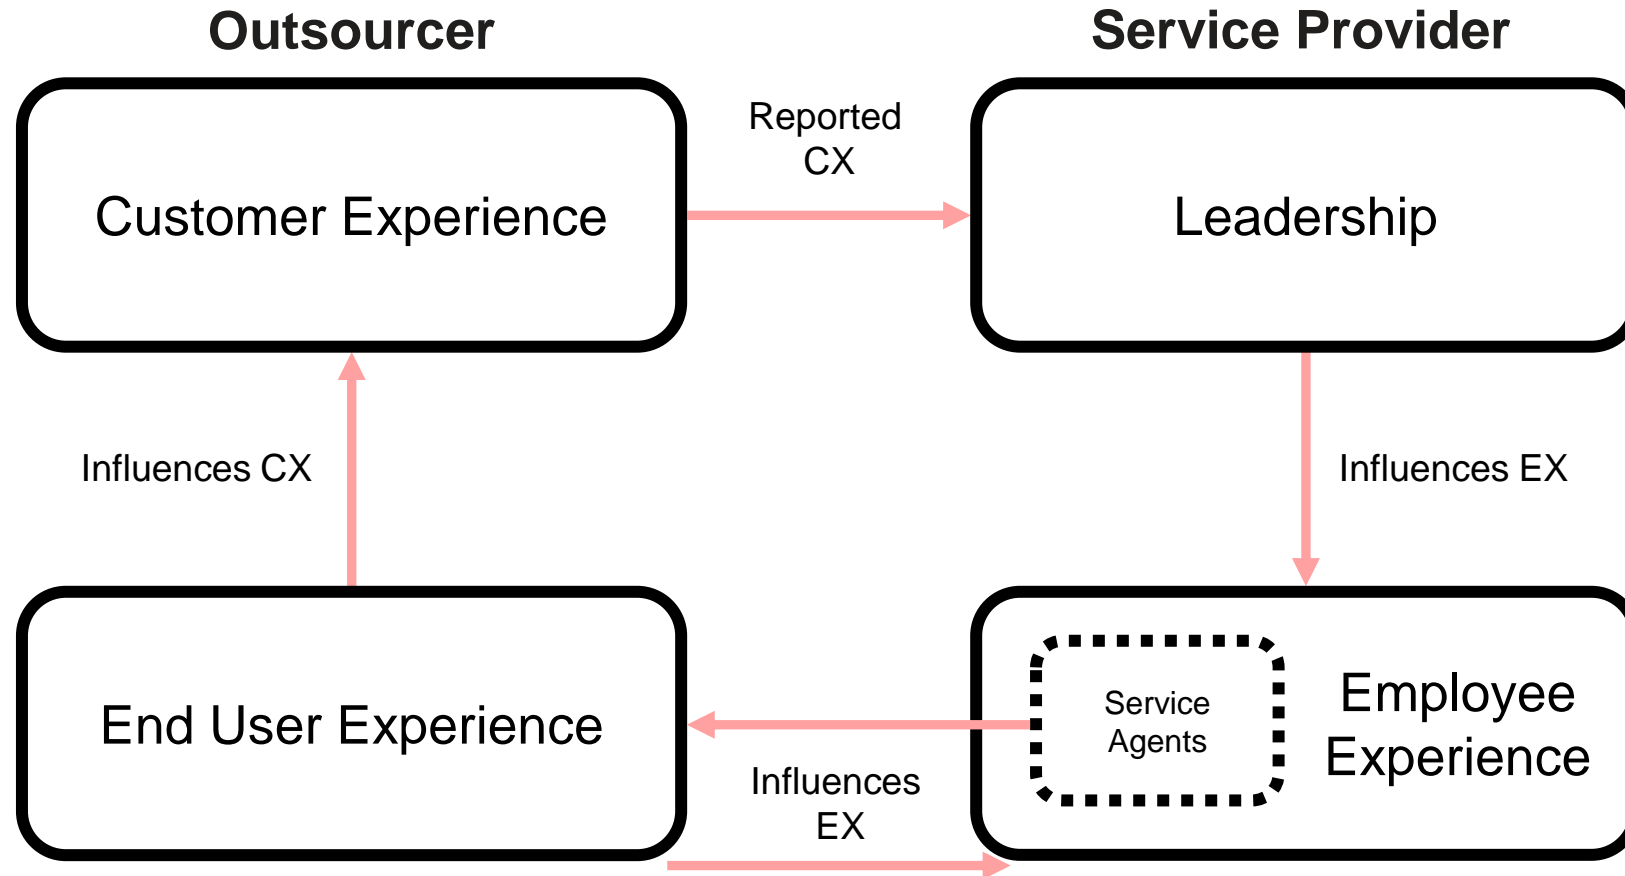 Outsourcer
Service Provider
Customer Experience
Reported
CX
Leadership
Influences CX
Influences EX
End User Experience
Influences
EX
Service
Agents
Employee
Experience